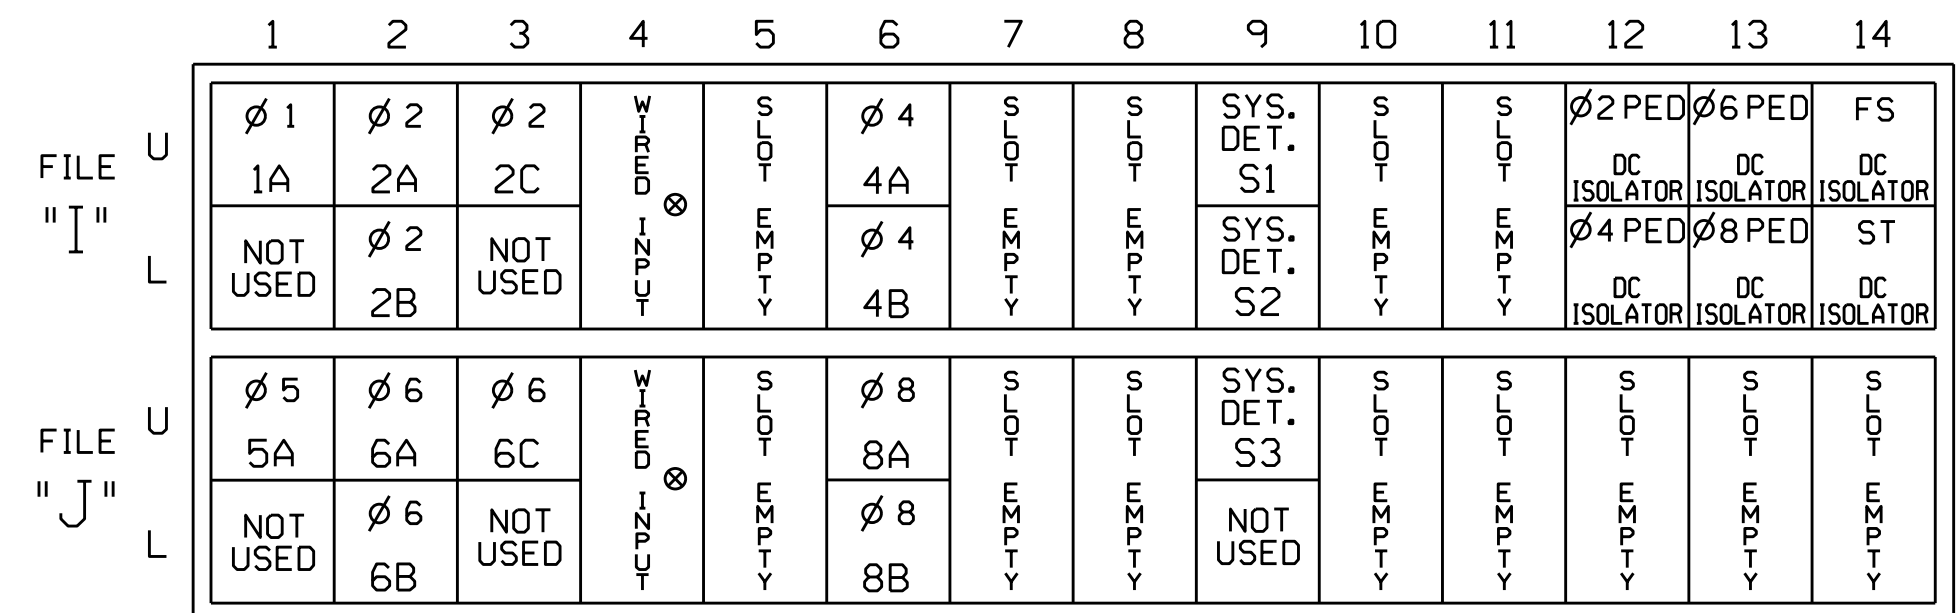 1 2 3 4 5 6 7 8 9 10 11 12 13 14
FILE "I"
U
Ø 1 1A
Ø 2 2A
Ø 2 2C
WIRED INPUT
SLOT EMPTY
Ø 4 4A
SLOT EMPTY
SLOT EMPTY
SYS. DET. S1
SLOT EMPTY
SLOT EMPTY
Ø2 PED DC ISOLATOR
Ø6 PED DC ISOLATOR
FS DC ISOLATOR
L
NOT USED
Ø 2 2B
NOT USED
Ø 4 4B
SYS. DET. S2
Ø4 PED DC ISOLATOR
Ø8 PED DC ISOLATOR
ST DC ISOLATOR
FILE "J"
U
Ø 5 5A
Ø 6 6A
Ø 6 6C
WIRED INPUT
SLOT EMPTY
Ø 8 8A
SLOT EMPTY
SLOT EMPTY
SYS. DET. S3
SLOT EMPTY
SLOT EMPTY
SLOT EMPTY
SLOT EMPTY
SLOT EMPTY
L
NOT USED
Ø 6 6B
NOT USED
Ø 8 8B
NOT USED